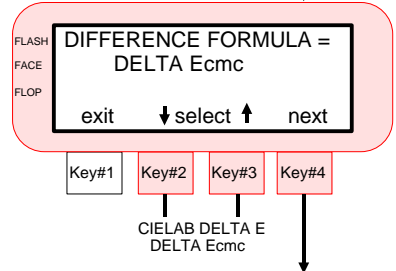 FLASH
FACE
FLOP
DIFFERENCE FORMULA =
DELTA Ecmc
exit select next
Key#1 Key#2 Key#3 Key#4
CIELAB DELTA E
DELTA Ecmc